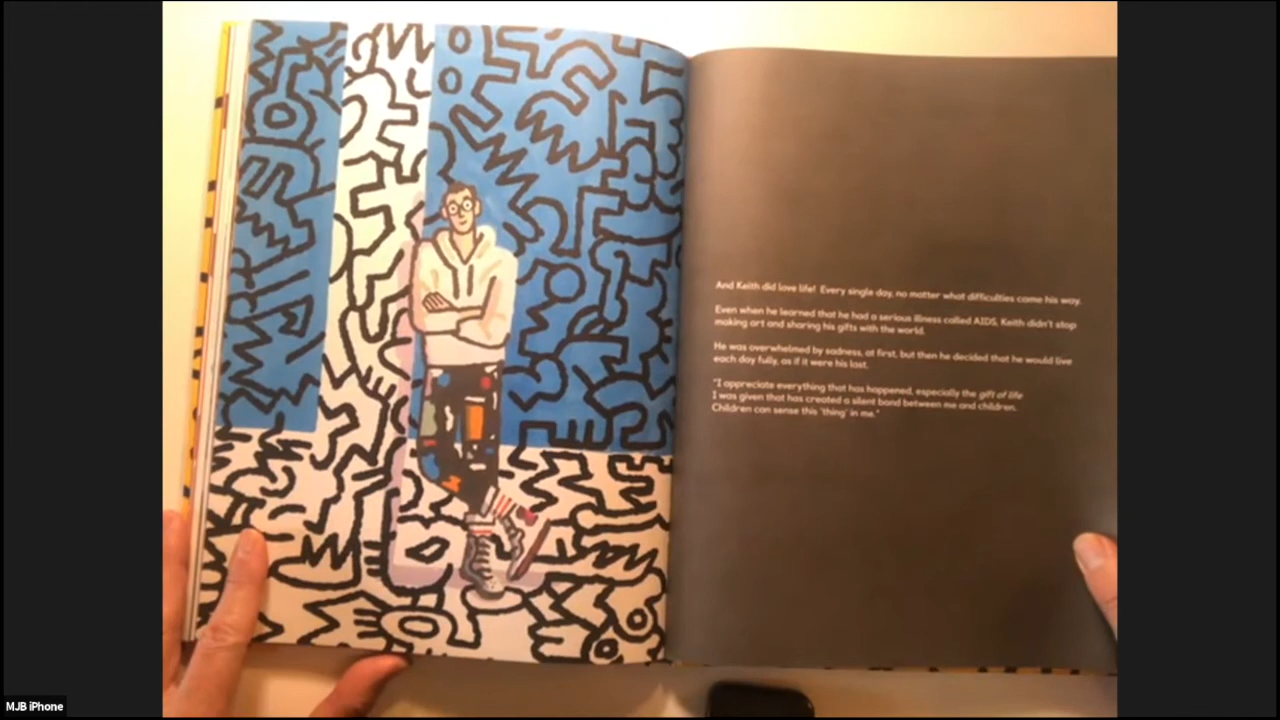 And Keith did love life! Every single day, no matter what difficulties came his way.
Even when he learned that he had a serious illness called AIDS, Keith didn't stop
making art and sharing his gifts with the world.
He was overwhelmed by sadness, at first, but then he decided that he would live
each day fully, as if it were his last.
"I appreciate everything that has happened, especially the gift of life
I was given that has created a silent bond between me and children.
Children can sense this 'thing' in me."
MJB iPhone